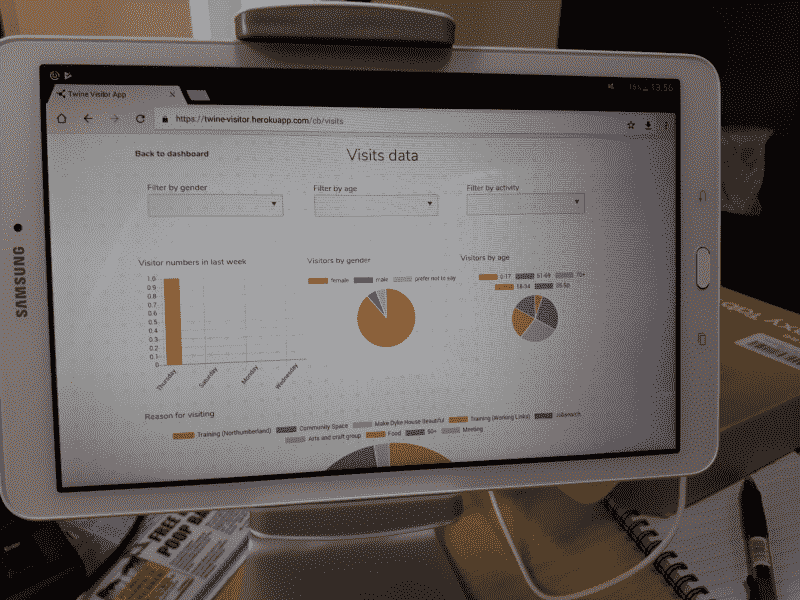 13:56
Twine Visitor App
https://twine-visitor.herokuapp.com/cb/visits
Back to dashboard
Visits data
Filter by gender
Filter by age
Filter by activity
Visitor numbers in last week
Visitors by gender
Visitors by age
female male prefer not to say
0-17 51-69 70+
18-34 35-50
1.0
0.9
0.8
0.7
0.6
0.5
0.4
0.3
0.2
0.1
0
Thursday Saturday Monday Wednesday
Reason for visiting
Training (Northumberland) Community Space Make Dyke House Beautiful Training (Working Links) Jobsearch
Arts and craft group Food 50+ Meeting
SAMSUNG
FREE
POOP BA